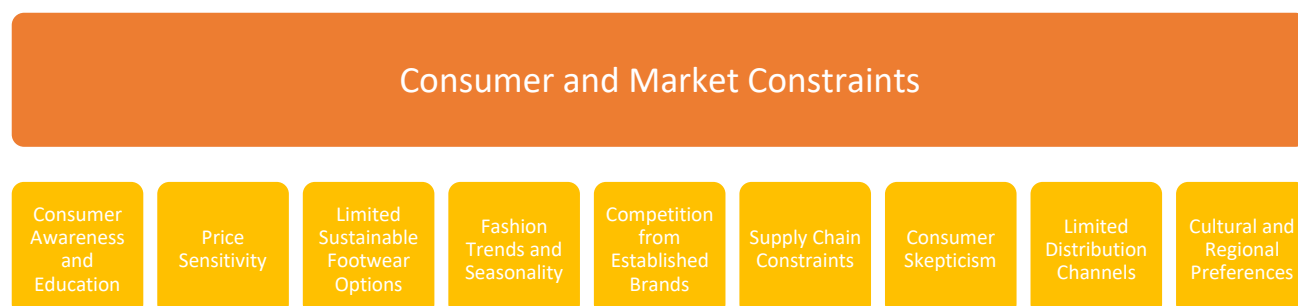 Consumer and Market Constraints
Consumer
Awareness
and
Education
Price
Sensitivity
Limited
Sustainable
Footwear
Options
Fashion
Trends and
Seasonality
Competition
from
Established
Brands
Supply Chain
Constraints
Consumer
Skepticism
Limited
Distribution
Channels
Cultural and
Regional
Preferences